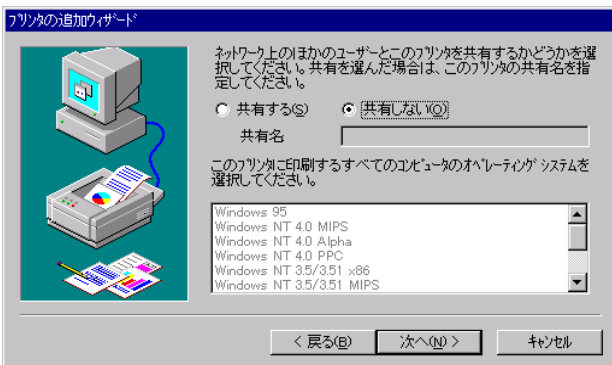 ﾌﾟﾘﾝﾀの追加ｳｨｻﾞｰﾄﾞ
ﾈｯﾄﾜｰｸ上のほかのﾕｰｻﾞｰとこのﾌﾟﾘﾝﾀを共有するかどうかを選
択してください。共有を選んだ場合は、このﾌﾟﾘﾝﾀの共有名を指
定してください。
共有する(S) 共有しない(O)
共有名
このﾌﾟﾘﾝﾀに印刷するすべてのｺﾝﾋﾟｭｰﾀのｵﾍﾟﾚｰﾃｨﾝｸﾞ ｼｽﾃﾑを
選択してください。
Windows 95
Windows NT 4.0 MIPS
Windows NT 4.0 Alpha
Windows NT 4.0 PPC
Windows NT 3.5/3.51 x86
Windows NT 3.5/3.51 MIPS
< 戻る(B) 次へ(N) > ｷｬﾝｾﾙ